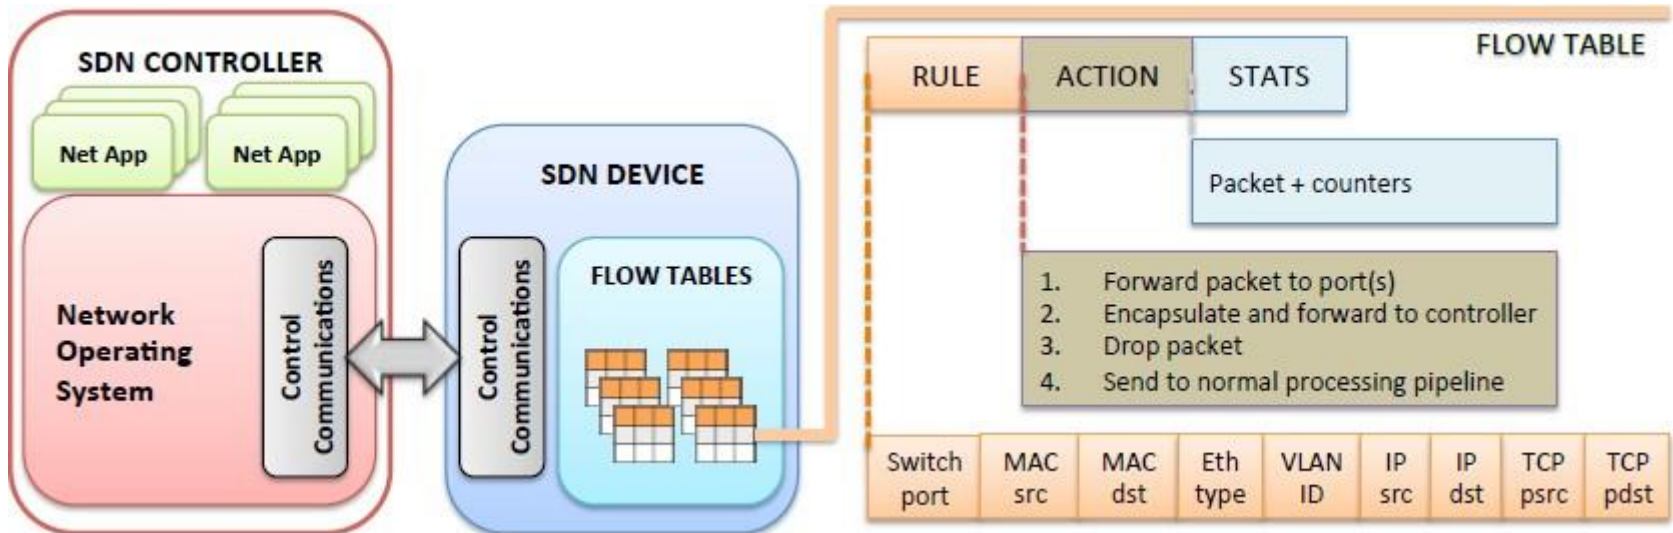 SDN CONTROLLER
Net App
Net App
Network
Operating
System
Control
Communications
SDN DEVICE
Control
Communications
FLOW TABLES
FLOW TABLE
RULE
ACTION
STATS
Packet + counters
1. Forward packet to port(s)
2. Encapsulate and forward to controller
3. Drop packet
4. Send to normal processing pipeline
Switch
port
MAC
src
MAC
dst
Eth
type
VLAN
ID
IP
src
IP
dst
TCP
psrc
TCP
pdst